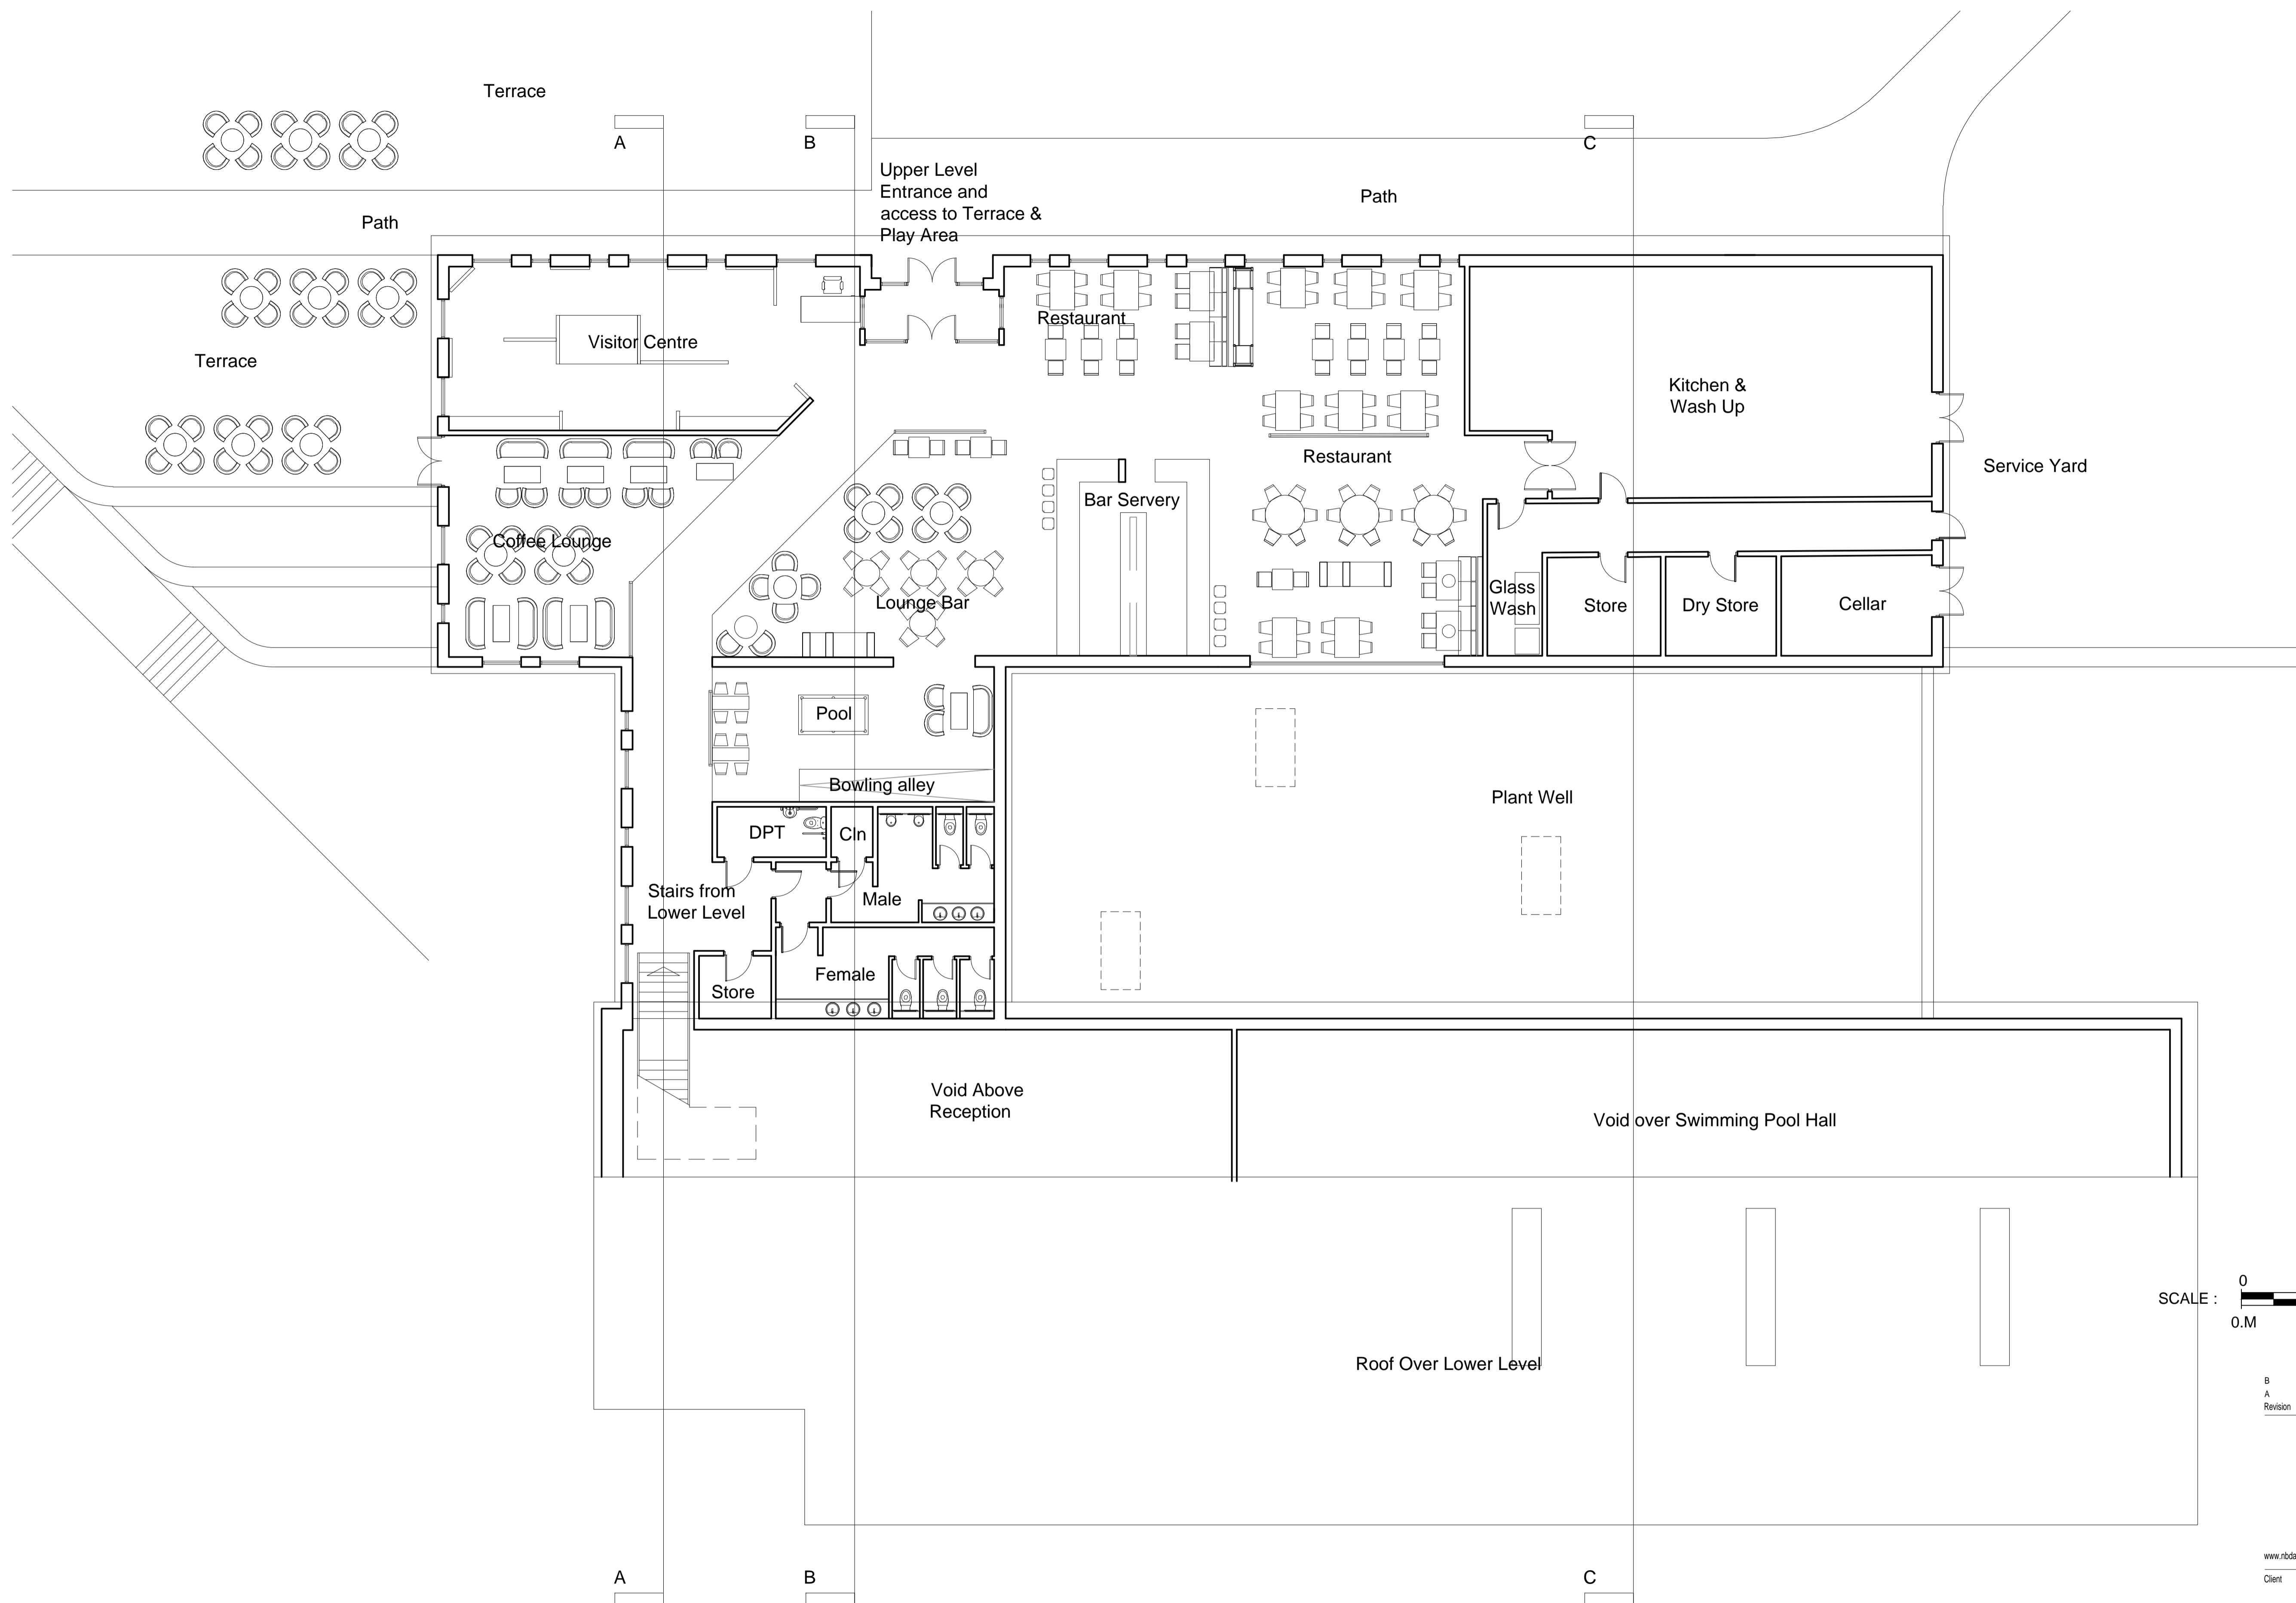 Terrace
A
B
C
Upper Level
Entrance and
access to Terrace &
Play Area
Path
Path
Restaurant
Visitor Centre
Terrace
Kitchen &
Wash Up
Restaurant
Service Yard
Bar Servery
Coffee Lounge
Lounge Bar
Glass
Wash
Store
Dry Store
Cellar
Pool
Bowling alley
Plant Well
DPT
Cln
Stairs from
Lower Level
Male
Female
Store
Void Above
Reception
Void over Swimming Pool Hall
0
SCALE :
0.M
Roof Over Lower Level
B
A
Revision
www.nbda
Client
A
B
C